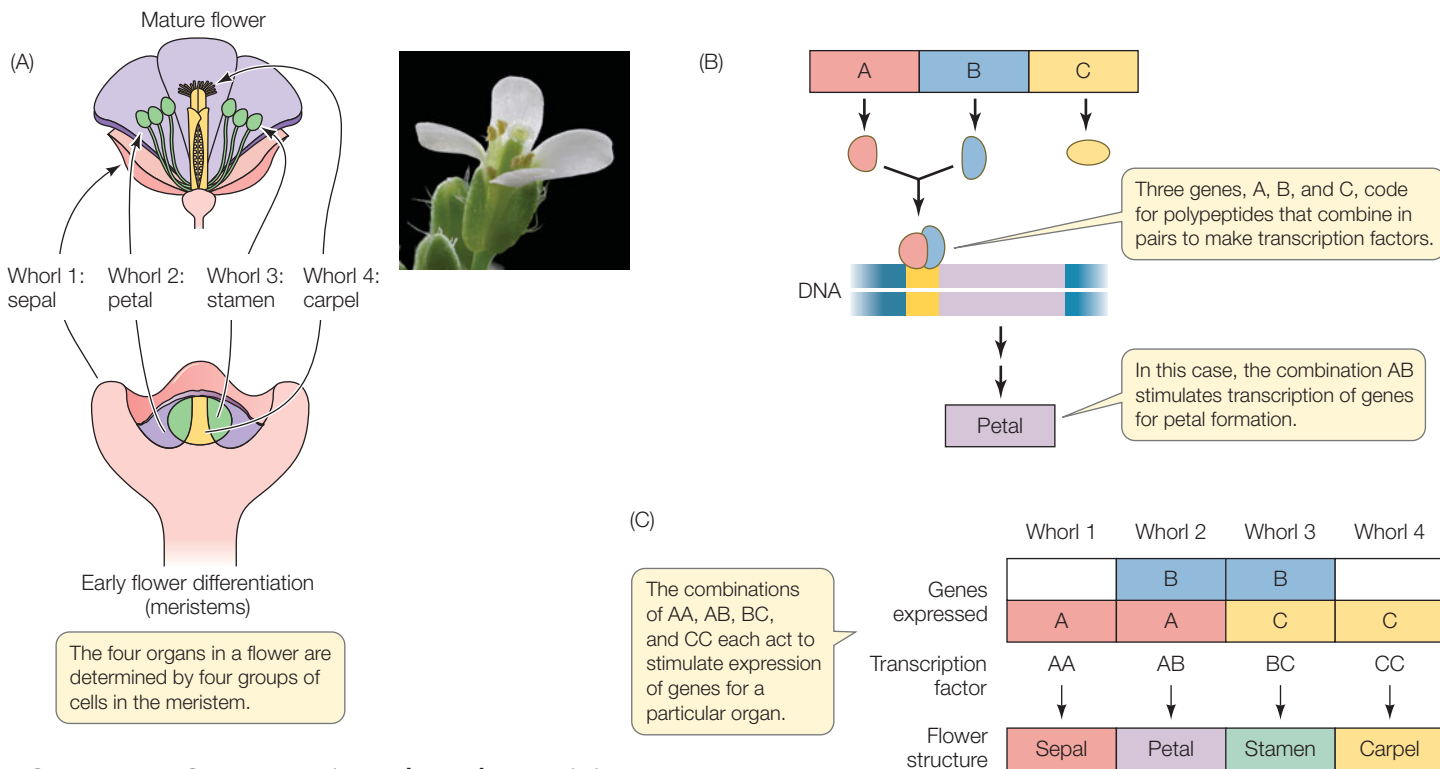 Mature flower
(A)
Whorl 1:
sepal
Whorl 2:
petal
Whorl 3:
stamen
Whorl 4:
carpel
Early flower differentiation
(meristems)
The four organs in a flower are
determined by four groups of
cells in the meristem.
(B)
A
B
C
Three genes, A, B, and C, code
for polypeptides that combine in
pairs to make transcription factors.
DNA
In this case, the combination AB
stimulates transcription of genes
for petal formation.
Petal
(C)
The combinations
of AA, AB, BC,
and CC each act to
stimulate expression
of genes for a
particular organ.
Whorl 1 Whorl 2 Whorl 3 Whorl 4
Genes
expressed
B B
A A C C
Transcription
factor
AA AB BC CC
Flower
structure
Sepal Petal Stamen Carpel